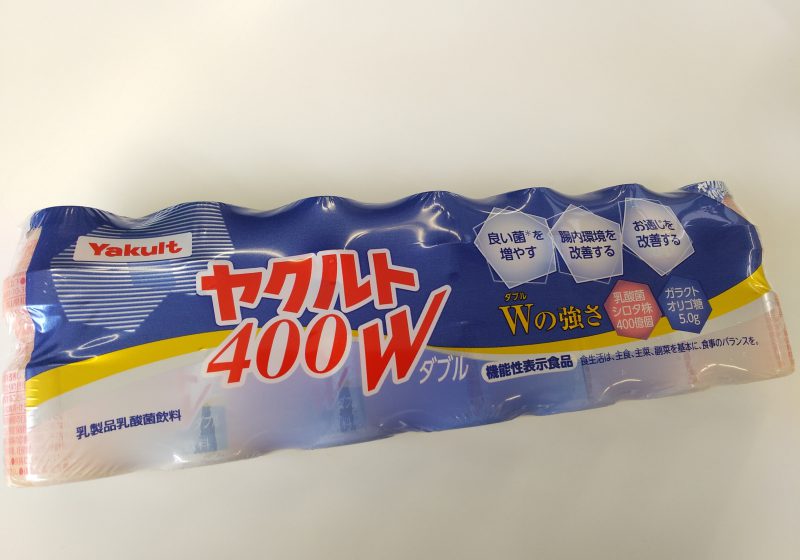 Yakult
ヤクルト
400W
ダブル
乳製品乳酸菌飲料
良い菌*を
増やす
腸内環境を
改善する
お通じを
改善する
ダブル
Wの強さ
乳酸菌
シロタ株
400億個
ガラクト
オリゴ糖
5.0g
機能性表示食品
食生活は、主食、主菜、副菜を基本に、食事のバランスを。